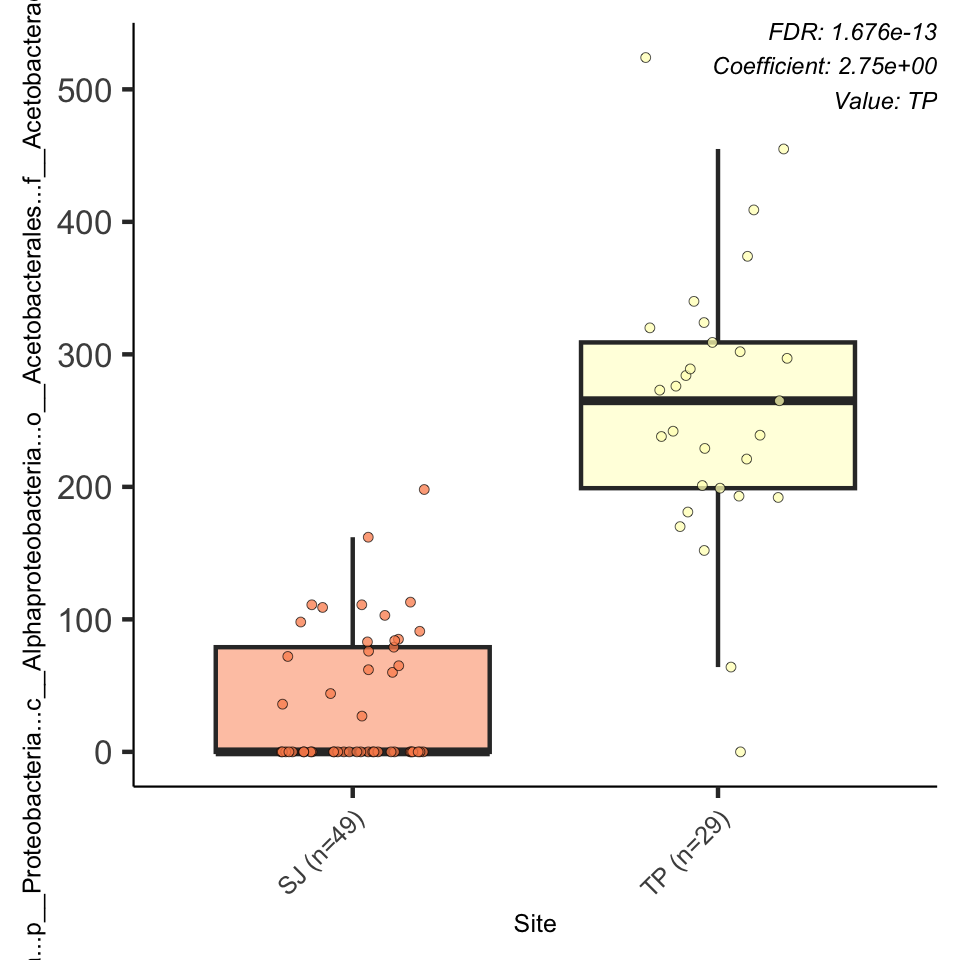 FDR: 1.676e-13
Coefficient: 2.75e+00
Value: TP
...p__Proteobacteria...c__Alphaproteobacteria...o__Acetobacterales...f__Acetobacterac
500
400
300
200
100
0
SJ (n=49)
TP (n=29)
Site